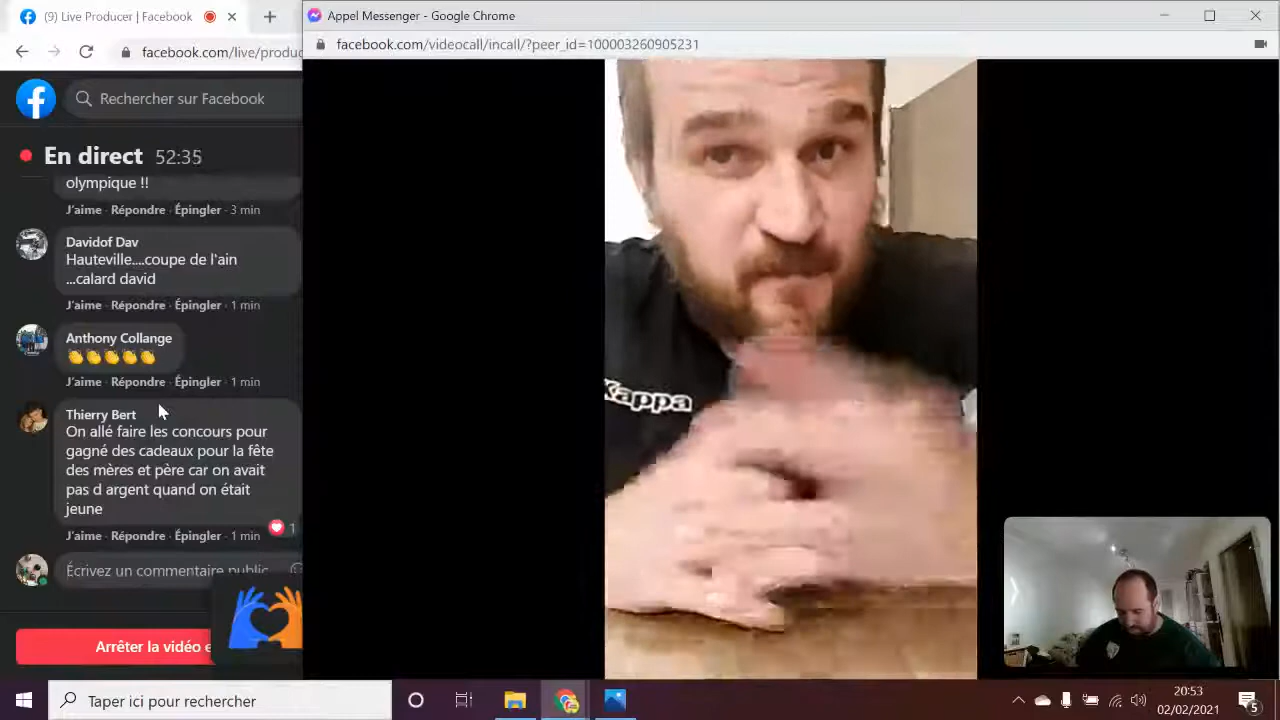 (9) Live Producer | Facebook
Appel Messenger - Google Chrome
facebook.com/live/produc
facebook.com/videocall/incall/?peer_id=100003260905231
Rechercher sur Facebook
En direct 52:35
olympique !!
J'aime · Répondre · Épingler · 3 min
Davidof Dav
Hauteville....coupe de l'ain
...calard david
J'aime · Répondre · Épingler · 1 min
Anthony Collange
👏👏👏👏👏
J'aime · Répondre · Épingler · 1 min
Thierry Bert
On allé faire les concours pour
gagné des cadeaux pour la fête
des mères et père car on avait
pas d argent quand on était
jeune
1
J'aime · Répondre · Épingler · 1 min
Écrivez un commentaire public
Arrêter la vidéo e
Kappa
Taper ici pour rechercher
20:53
02/02/2021
5